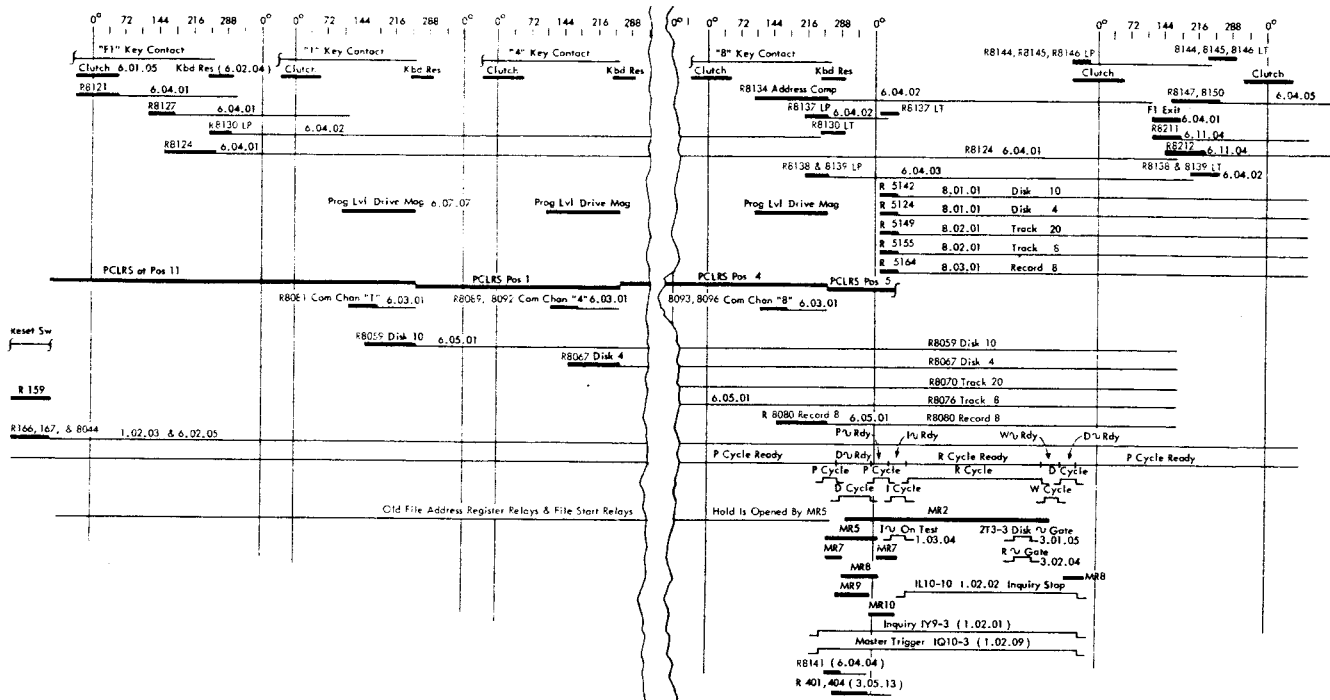 0° 72 144 216 288 0° 72 144 216 288 0° 72 144 216 288 0° 72 144 216 288 0° 72 144 216 288 0°
"F1" Key Contact "1" Key Contact "4" Key Contact "8" Key Contact R8144, R8145, R8146 LP 8144, 8145, 8146 LT
Clutch 6.01.05 Kbd Res (6.02.04) Clutch Kbd Res Clutch Kbd Res Clutch Kbd Res Clutch Clutch
R8121 6.04.01 R8134 Address Comp 6.04.02 R8147, 8150 6.04.05
R8127 6.04.01 R8137 LP 6.04.02 R8137 LT F1 Exit 6.04.01
R8130 LP 6.04.02 R8130 LT R8211 6.11.04
R8124 6.04.01 R8124 6.04.01 R8212 6.11.04
R8138 & 8139 LP 6.04.03 R8138 & 8139 LT 6.04.02
R 5142 8.01.01 Disk 10
Prog Lvl Drive Mag 6.07.07 Prog Lvl Drive Mag Prog Lvl Drive Mag R 5124 8.01.01 Disk 4
R 5149 8.02.01 Track 20
R 5155 8.02.01 Track 8
R 5164 8.03.01 Record 8
PCLRS at Pos 11 PCLRS Pos 1 PCLRS Pos 4 PCLRS Pos 5
R8081 Com Chan "1" 6.03.01 R8089, 8092 Com Chan "4" 6.03.01 8093, 8096 Com Chan "8" 6.03.01
Reset Sw
R8059 Disk 10 6.05.01 R8059 Disk 10
R8067 Disk 4 R8067 Disk 4
R8070 Track 20
R 159 6.05.01 R8076 Track 8
R 8080 Record 8 6.05.01 R8080 Record 8
R166, 167, & 8044 1.02.03 & 6.02.05 P∿Rdy I∿Rdy W∿Rdy D∿Rdy
P Cycle Ready D∿Rdy R Cycle Ready P Cycle Ready
P Cycle P Cycle R Cycle D Cycle
D Cycle I Cycle W Cycle
Old File Address Register Relays & File Start Relays Hold Is Opened By MR5 MR2
MR5 I∿ On Test 1.03.04 2T3-3 Disk ∿ Gate 3.01.05
MR7 MR7 R ∿ Gate 3.02.04
MR8 MR8
MR9 IL10-10 1.02.02 Inquiry Stop
MR10
Inquiry IY9-3 (1.02.01)
Master Trigger IQ10-3 (1.02.09)
R8141 (6.04.04)
R 401, 404 (3.05.13)